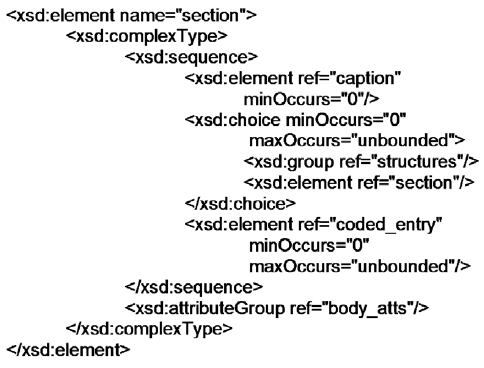 <xsd:element name="section">
<xsd:complexType>
<xsd:sequence>
<xsd:element ref="caption"
minOccurs="0"/>
<xsd:choice minOccurs="0"
maxOccurs="unbounded">
<xsd:group ref="structures"/>
<xsd:element ref="section"/>
</xsd:choice>
<xsd:element ref="coded_entry"
minOccurs="0"
maxOccurs="unbounded"/>
</xsd:sequence>
<xsd:attributeGroup ref="body_atts"/>
</xsd:complexType>
</xsd:element>